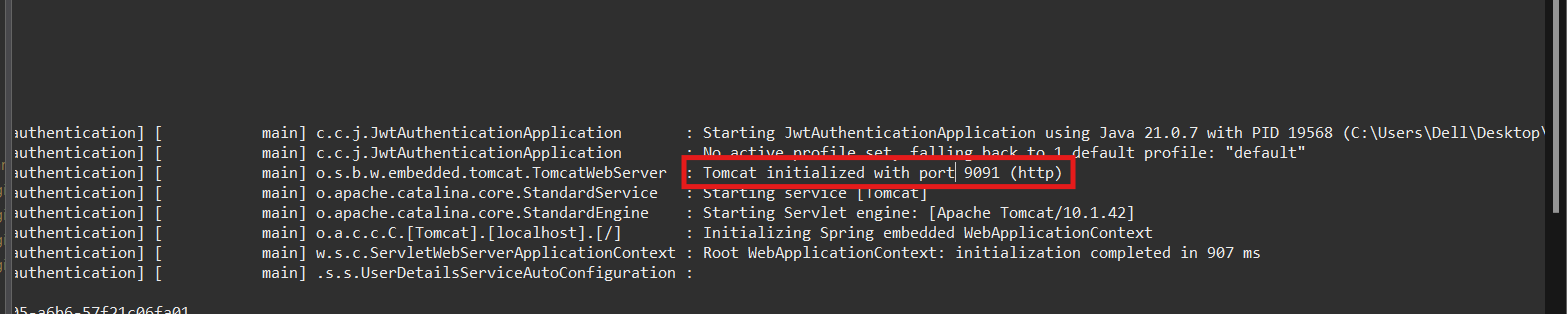 authentication] [           main] c.c.j.JwtAuthenticationApplication       : Starting JwtAuthenticationApplication using Java 21.0.7 with PID 19568 (C:\Users\Dell\Desktop\
authentication] [           main] c.c.j.JwtAuthenticationApplication       : No active profile set, falling back to 1 default profile: "default"
authentication] [           main] o.s.b.w.embedded.tomcat.TomcatWebServer  : Tomcat initialized with port 9091 (http)
authentication] [           main] o.apache.catalina.core.StandardService   : Starting service [Tomcat]
authentication] [           main] o.apache.catalina.core.StandardEngine    : Starting Servlet engine: [Apache Tomcat/10.1.42]
authentication] [           main] o.a.c.c.C.[Tomcat].[localhost].[/]       : Initializing Spring embedded WebApplicationContext
authentication] [           main] w.s.c.ServletWebServerApplicationContext : Root WebApplicationContext: initialization completed in 907 ms
authentication] [           main] .s.s.UserDetailsServiceAutoConfiguration :
05-a6b6-57f21c06fa01